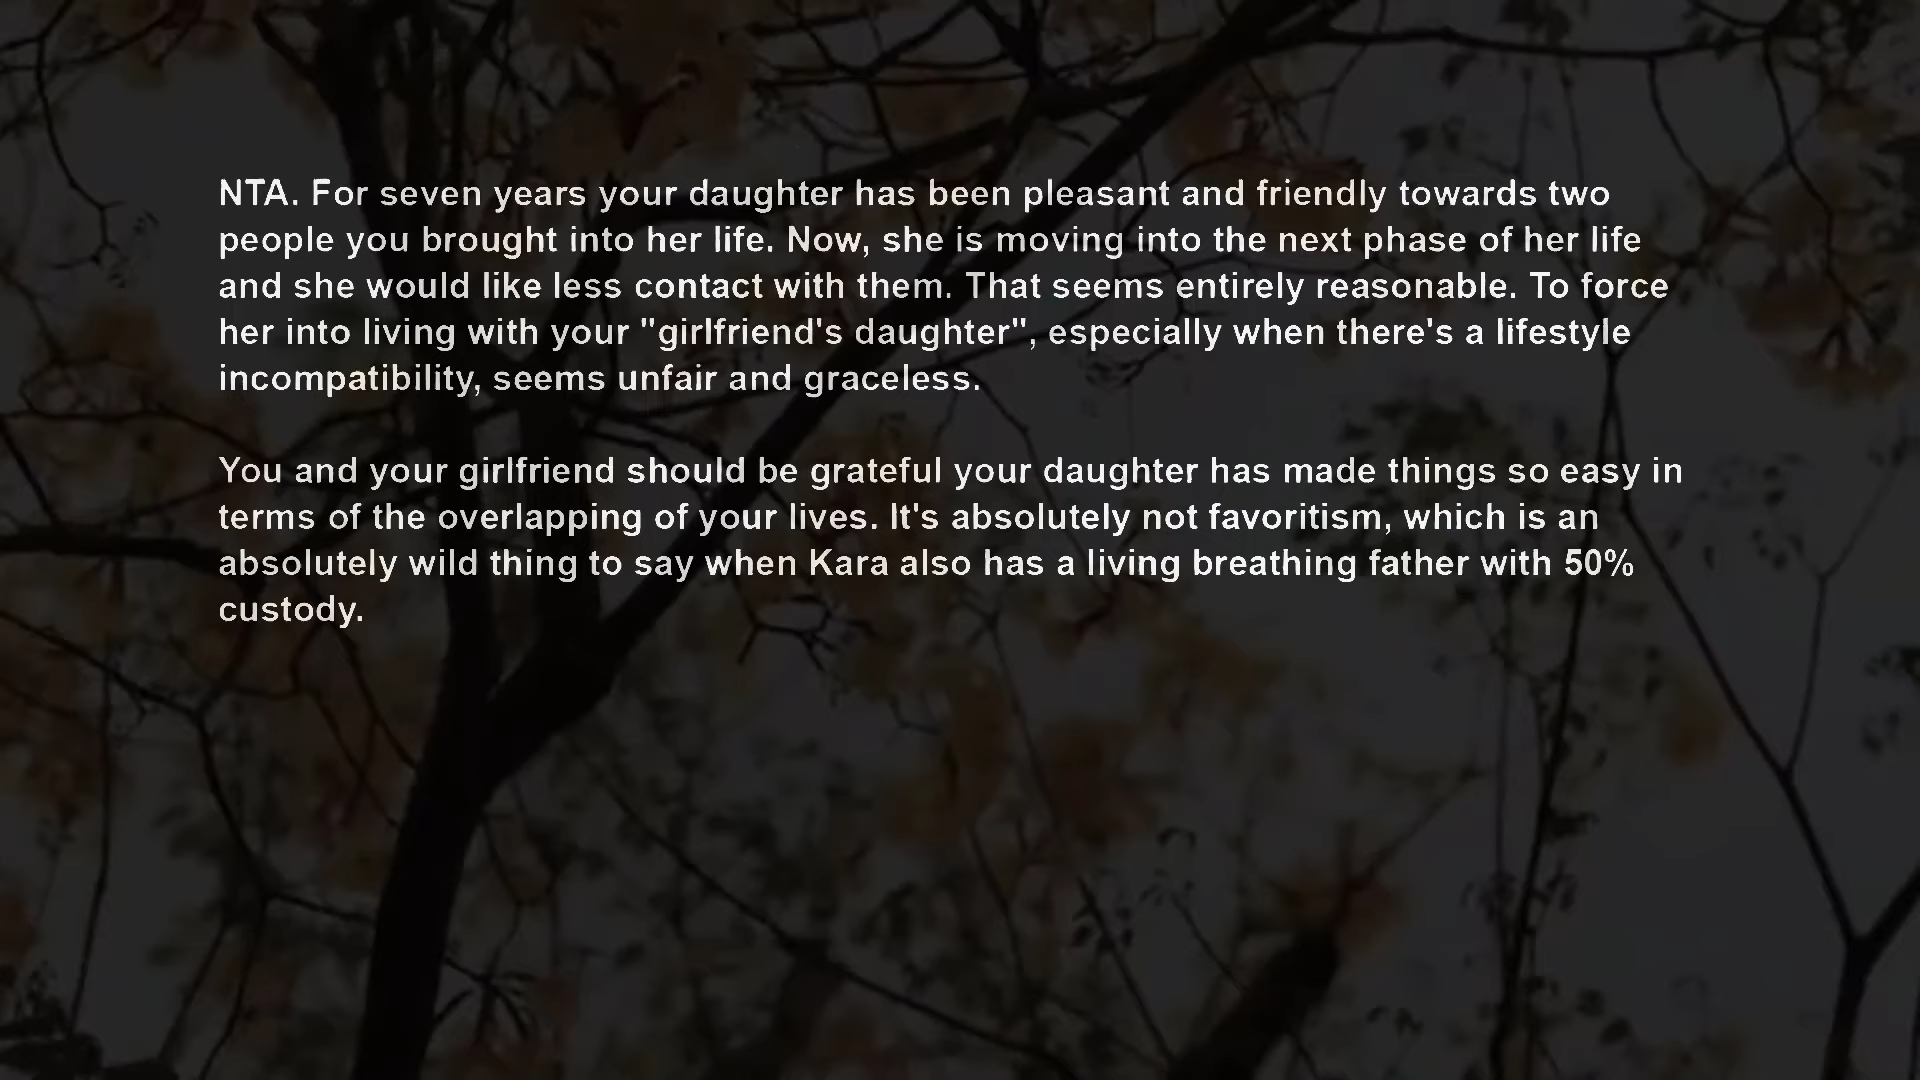 NTA. For seven years your daughter has been pleasant and friendly towards two
people you brought into her life. Now, she is moving into the next phase of her life
and she would like less contact with them. That seems entirely reasonable. To force
her into living with your "girlfriend's daughter", especially when there's a lifestyle
incompatibility, seems unfair and graceless.
You and your girlfriend should be grateful your daughter has made things so easy in
terms of the overlapping of your lives. It's absolutely not favoritism, which is an
absolutely wild thing to say when Kara also has a living breathing father with 50%
custody.